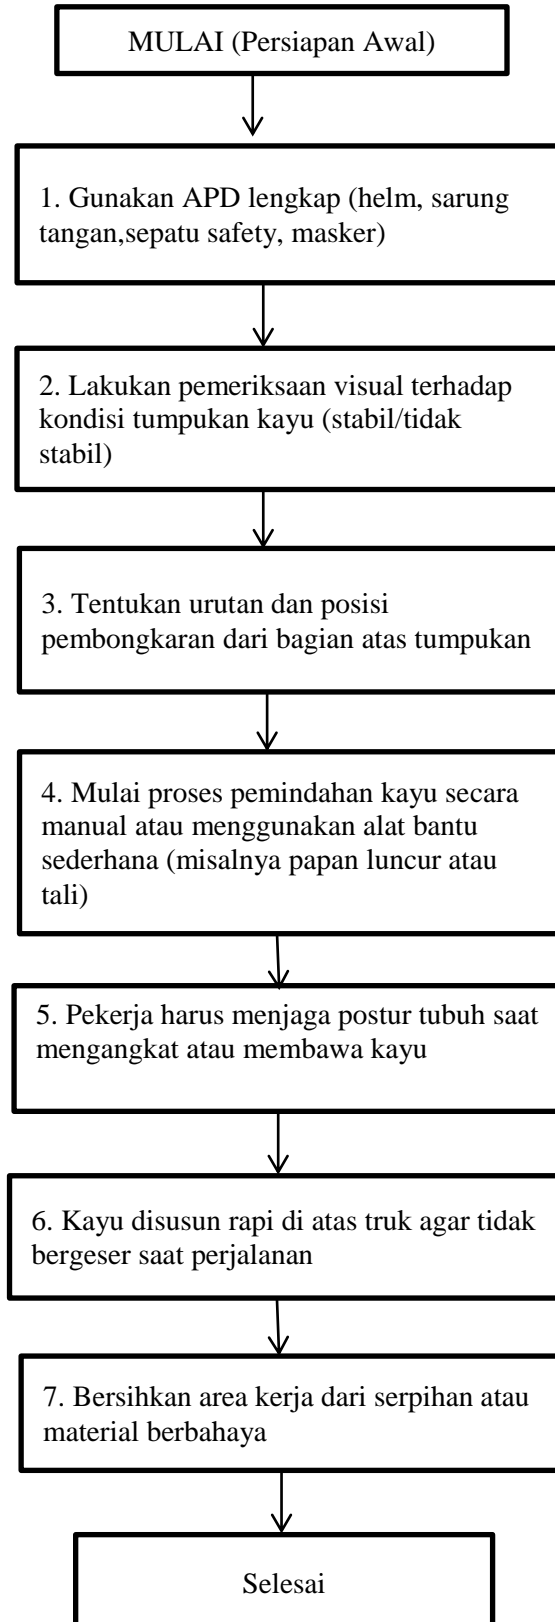 MULAI (Persiapan Awal)
1. Gunakan APD lengkap (helm, sarung
tangan,sepatu safety, masker)
2. Lakukan pemeriksaan visual terhadap
kondisi tumpukan kayu (stabil/tidak
stabil)
3. Tentukan urutan dan posisi
pembongkaran dari bagian atas tumpukan
4. Mulai proses pemindahan kayu secara
manual atau menggunakan alat bantu
sederhana (misalnya papan luncur atau
tali)
5. Pekerja harus menjaga postur tubuh saat
mengangkat atau membawa kayu
6. Kayu disusun rapi di atas truk agar tidak
bergeser saat perjalanan
7. Bersihkan area kerja dari serpihan atau
material berbahaya
Selesai